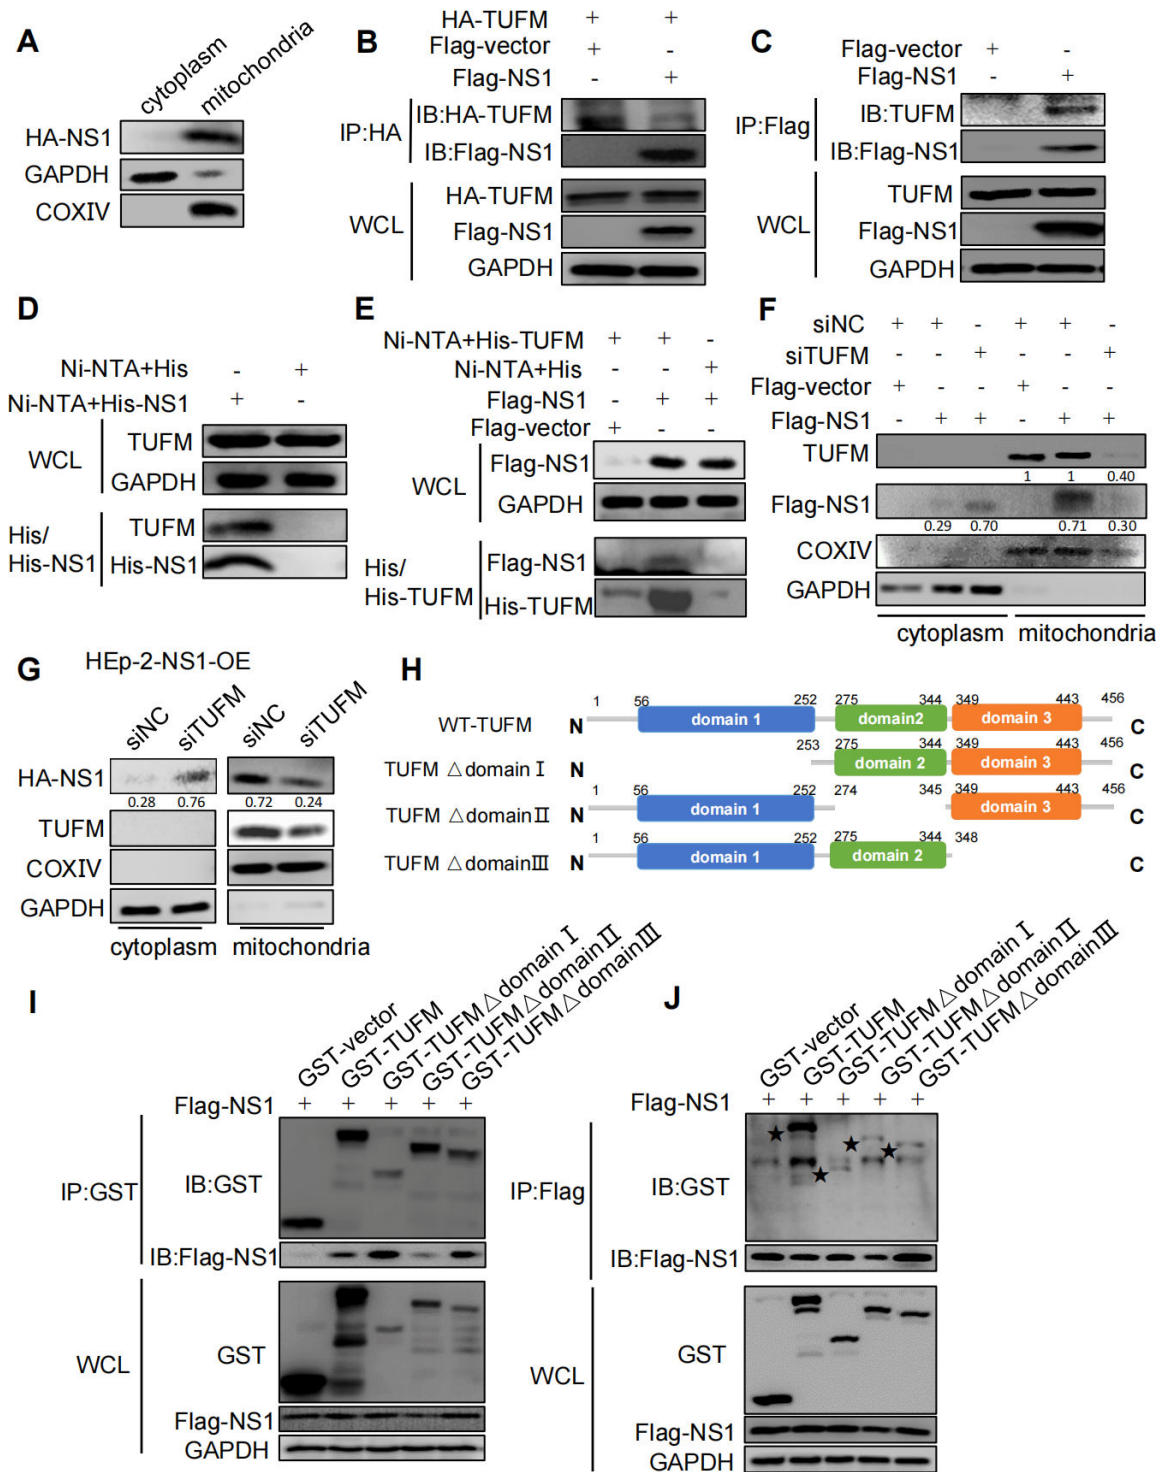 A
cytoplasm
mitochondria
HA-NS1
GAPDH
COXIV
B
HA-TUFM + +
Flag-vector + -
Flag-NS1 - +
IP:HA
IB:HA-TUFM
IB:Flag-NS1
WCL
HA-TUFM
Flag-NS1
GAPDH
C
Flag-vector + -
Flag-NS1 - +
IP:Flag
IB:TUFM
IB:Flag-NS1
WCL
TUFM
Flag-NS1
GAPDH
D
Ni-NTA+His - +
Ni-NTA+His-NS1 + -
WCL
TUFM
GAPDH
His/
His-NS1
TUFM
His-NS1
E
Ni-NTA+His-TUFM + + -
Ni-NTA+His - - +
Flag-NS1 - + +
Flag-vector + - -
WCL
Flag-NS1
GAPDH
His/
His-TUFM
Flag-NS1
His-TUFM
F
siNC + + - + + -
siTUFM - - + - - +
Flag-vector + - - + - -
Flag-NS1 - + + - + +
TUFM
1 1 0.40
Flag-NS1
0.29 0.70 0.71 0.30
COXIV
GAPDH
cytoplasm mitochondria
G
HEp-2-NS1-OE
siNC siTUFM siNC siTUFM
HA-NS1
0.28 0.76 0.72 0.24
TUFM
COXIV
GAPDH
cytoplasm mitochondria
H
1 56 252 275 344 349 443 456
WT-TUFM N domain 1 domain2 domain 3 C
253 275 344 349 443 456
TUFM △domain I N domain 2 domain 3 C
1 56 252 274 345 349 443 456
TUFM △domainII N domain 1 domain 3 C
1 56 252 275 344 348
TUFM △domainIII N domain 1 domain 2 C
I
GST-vector
GST-TUFM
GST-TUFM△domain I
GST-TUFM△domainII
GST-TUFM△domainIII
Flag-NS1 + + + + +
IP:GST
IB:GST
IB:Flag-NS1
WCL
GST
Flag-NS1
GAPDH
J
GST-vector
GST-TUFM
GST-TUFM△domain I
GST-TUFM△domainII
GST-TUFM△domainIII
Flag-NS1 + + + + +
IP:Flag
IB:GST
IB:Flag-NS1
WCL
GST
Flag-NS1
GAPDH